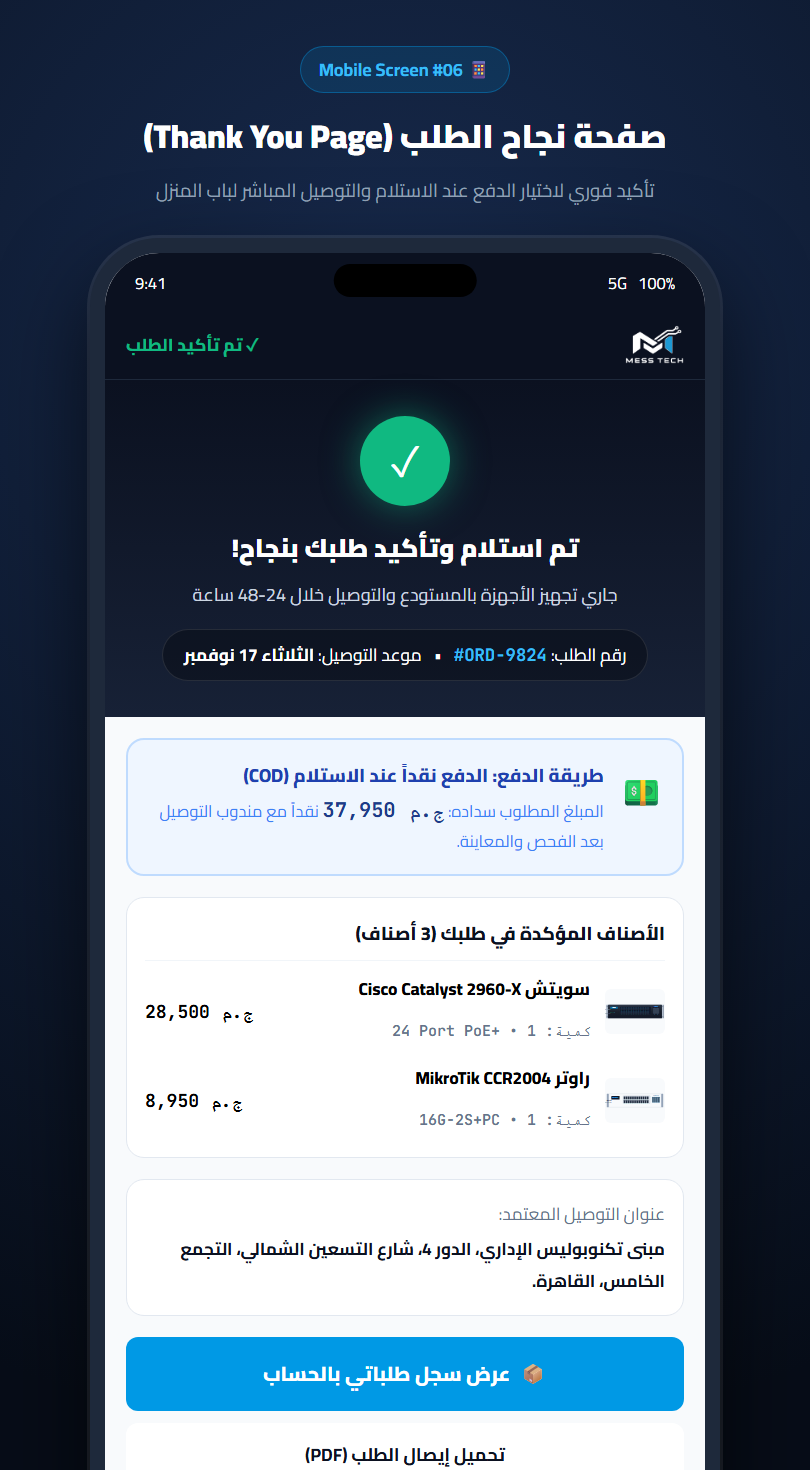 Mobile Screen #06
صفحة نجاح الطلب (Thank You Page)
تأكيد فوري لاختيار الدفع عند الاستلام والتوصيل المباشر لباب المنزل
9:41
5G 100%
MESS TECH
✓ تم تأكيد الطلب
✓
تم استلام وتأكيد طلبك بنجاح!
جاري تجهيز الأجهزة بالمستودع والتوصيل خلال 24-48 ساعة
رقم الطلب: #ORD-9824 • موعد التوصيل: الثلاثاء 17 نوفمبر
طريقة الدفع: الدفع نقداً عند الاستلام (COD)
المبلغ المطلوب سداده: 37,950 ج.م نقداً مع مندوب التوصيل
بعد الفحص والمعاينة.
الأصناف المؤكدة في طلبك (3 أصناف)
سويتش Cisco Catalyst 2960-X
28,500 ج.م
كمية: 1 • 24 Port PoE+
راوتر MikroTik CCR2004
8,950 ج.م
كمية: 1 • 16G-2S+PC
عنوان التوصيل المعتمد:
مبنى تكنوبوليس الإداري، الدور 4، شارع التسعين الشمالي، التجمع
الخامس، القاهرة.
عرض سجل طلباتي بالحساب
تحميل إيصال الطلب (PDF)